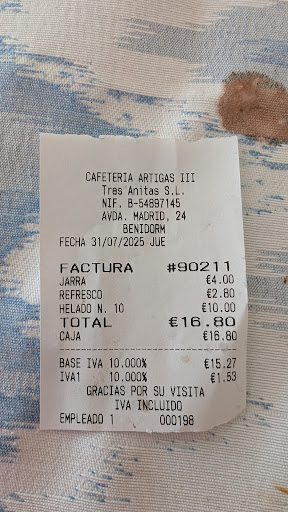 CAFETERIA ARTIGAS III
Tres Anitas S.L.
NIF. B-54897145
AVDA. MADRID, 24
BENIDORM
FECHA 31/07/2025 JUE
FACTURA #90211
JARRA €4.00
REFRESCO €2.80
HELADO N. 10 €10.00
TOTAL €16.80
CAJA €16.80
BASE IVA 10.000% €15.27
IVA1 10.000% €1.53
GRACIAS POR SU VISITA
IVA INCLUIDO
EMPLEADO 1 000198